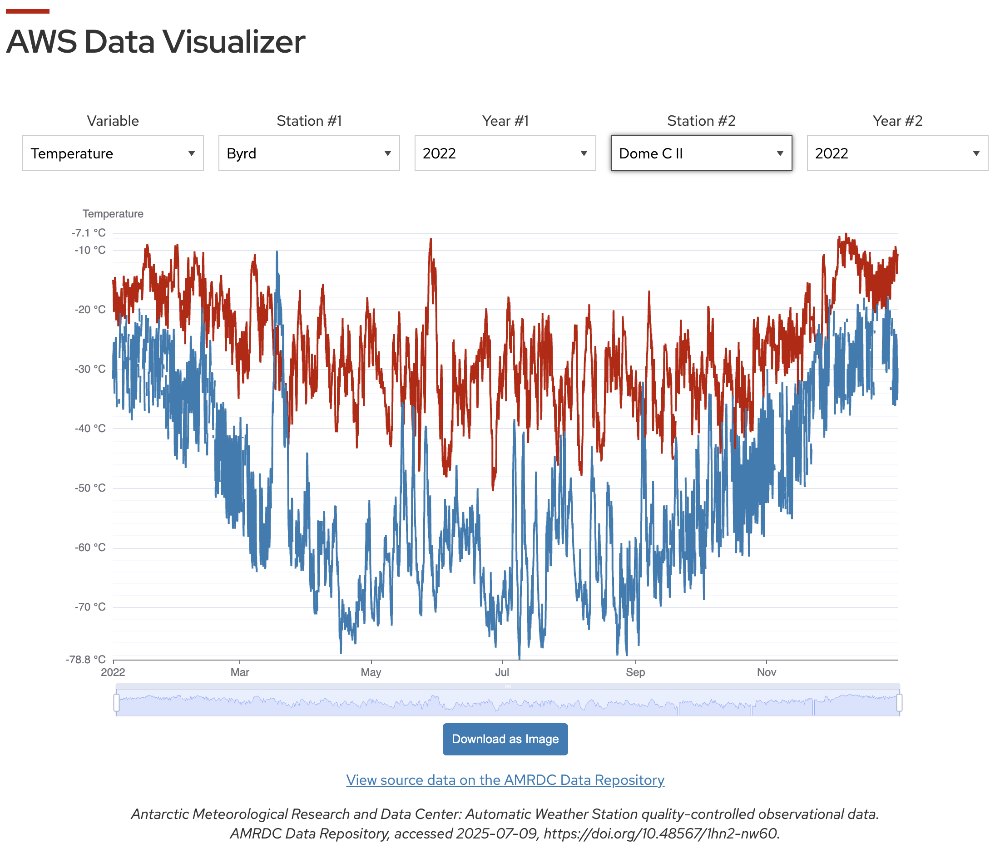 AWS Data Visualizer
Variable Station #1 Year #1 Station #2 Year #2
Temperature Byrd 2022 Dome C II 2022
Temperature
-7.1 °C
-10 °C
-20 °C
-30 °C
-40 °C
-50 °C
-60 °C
-70 °C
-78.8 °C
2022 Mar May Jul Sep Nov
Download as Image
View source data on the AMRDC Data Repository
Antarctic Meteorological Research and Data Center: Automatic Weather Station quality-controlled observational data.
AMRDC Data Repository, accessed 2025-07-09, https://doi.org/10.48567/1hn2-nw60.